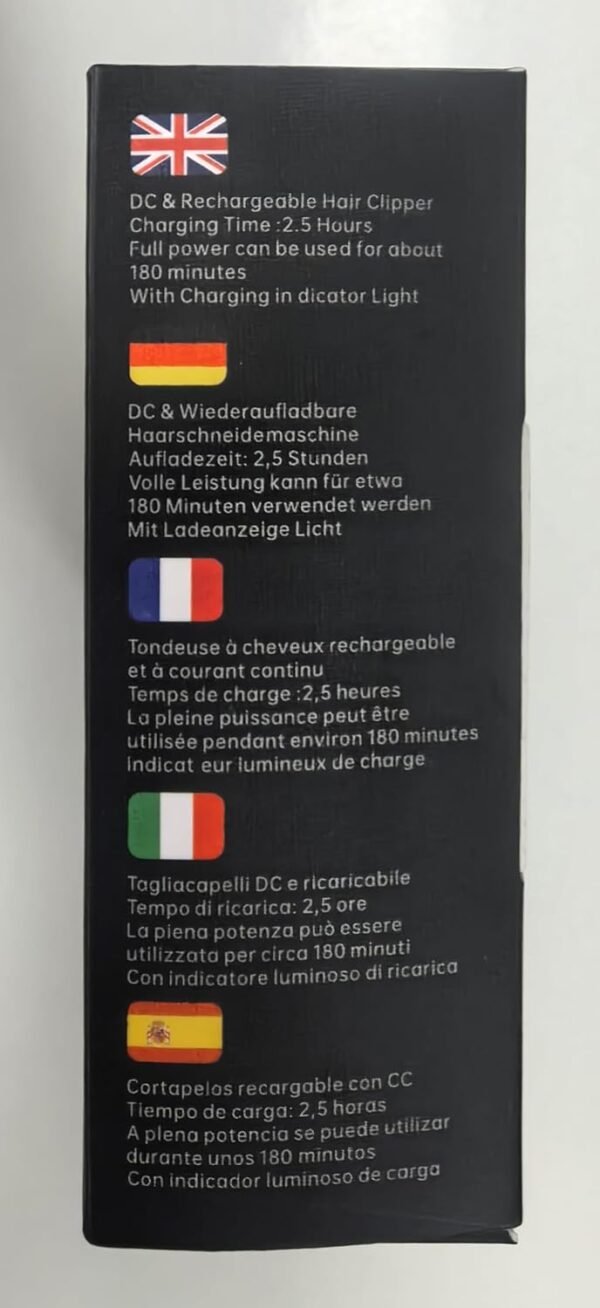 DC & Rechargeable Hair Clipper
Charging Time :2.5 Hours
Full power can be used for about
180 minutes
With Charging in dicator Light
DC & Wiederaufladbare
Haarschneidemaschine
Aufladezeit: 2,5 Stunden
Volle Leistung kann für etwa
180 Minuten verwendet werden
Mit Ladeanzeige Licht
Tondeuse à cheveux rechargeable
et à courant continu
Temps de charge :2,5 heures
La pleine puissance peut être
utilisée pendant environ 180 minutes
Indicat eur lumineux de charge
Tagliacapelli DC e ricaricabile
Tempo di ricarica: 2,5 ore
La piena potenza può essere
utilizzata per circa 180 minuti
Con indicatore luminoso di ricarica
Cortapelos recargable con CC
Tiempo de carga: 2,5 horas
A plena potencia se puede utilizar
durante unos 180 minutos
Con indicador luminoso de carga